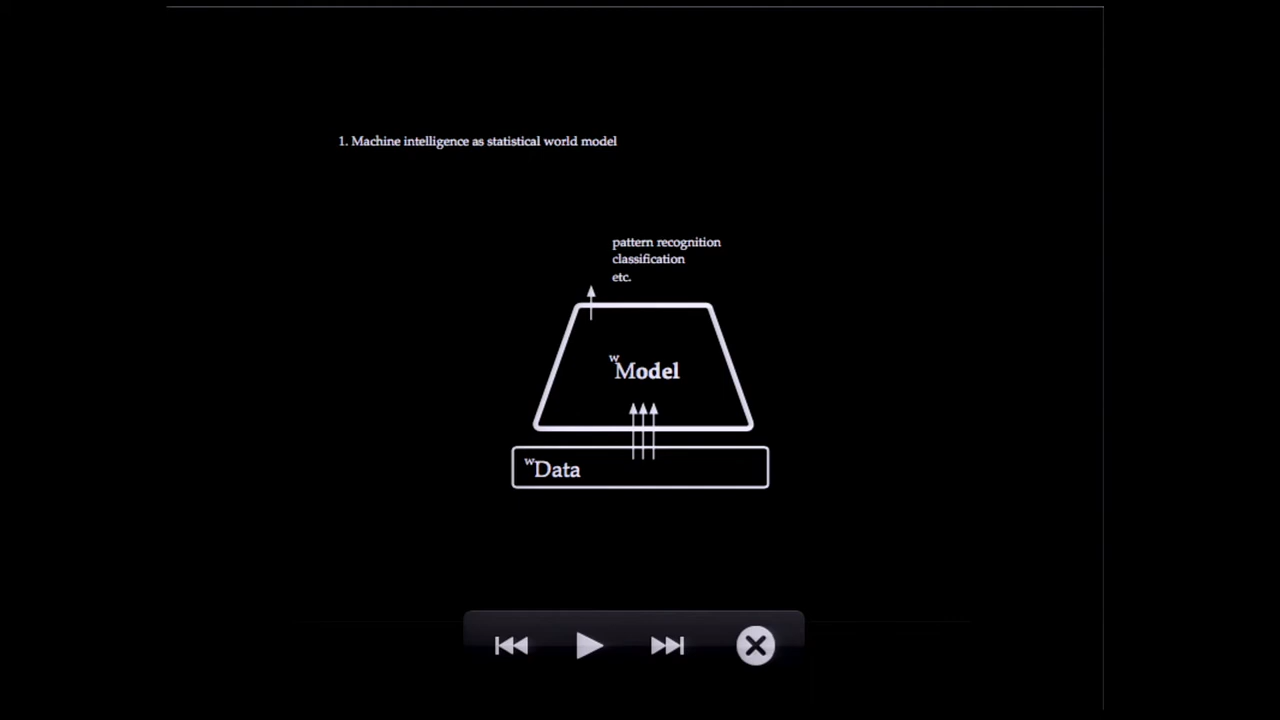 1. Machine intelligence as statistical world model
pattern recognition
classification
etc.
wModel
wData